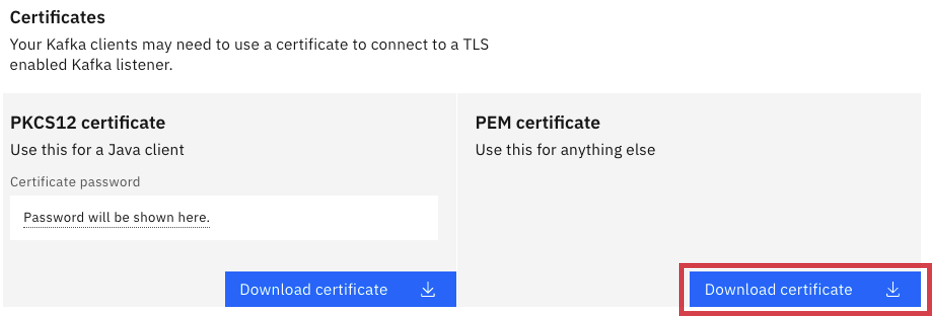 Certificates
Your Kafka clients may need to use a certificate to connect to a TLS
enabled Kafka listener.
PKCS12 certificate
Use this for a Java client
Certificate password
Password will be shown here.
Download certificate
PEM certificate
Use this for anything else
Download certificate